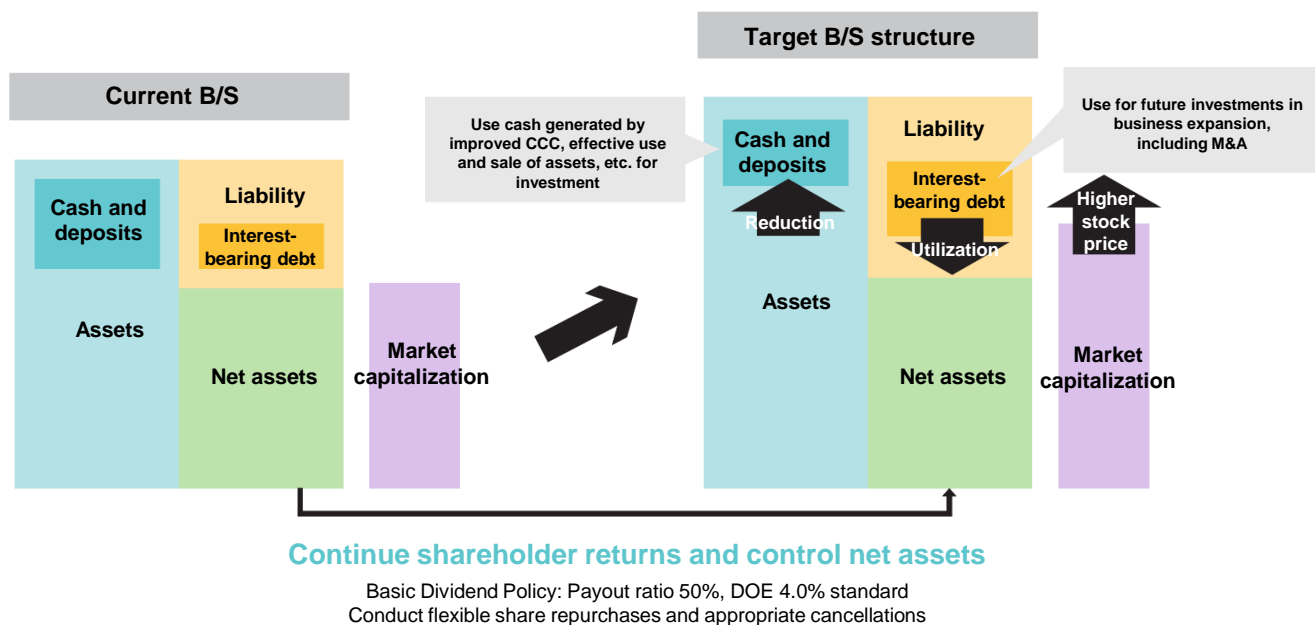 Current B/S
Cash and
deposits
Liability
Interest-
bearing debt
Assets
Net assets
Market
capitalization
Target B/S structure
Use cash generated by
improved CCC, effective use
and sale of assets, etc. for
investment
Cash and
deposits
Reduction
Liability
Interest-
bearing debt
Utilization
Use for future investments in
business expansion,
including M&A
Higher
stock
price
Assets
Net assets
Market
capitalization
Continue shareholder returns and control net assets
Basic Dividend Policy: Payout ratio 50%, DOE 4.0% standard
Conduct flexible share repurchases and appropriate cancellations